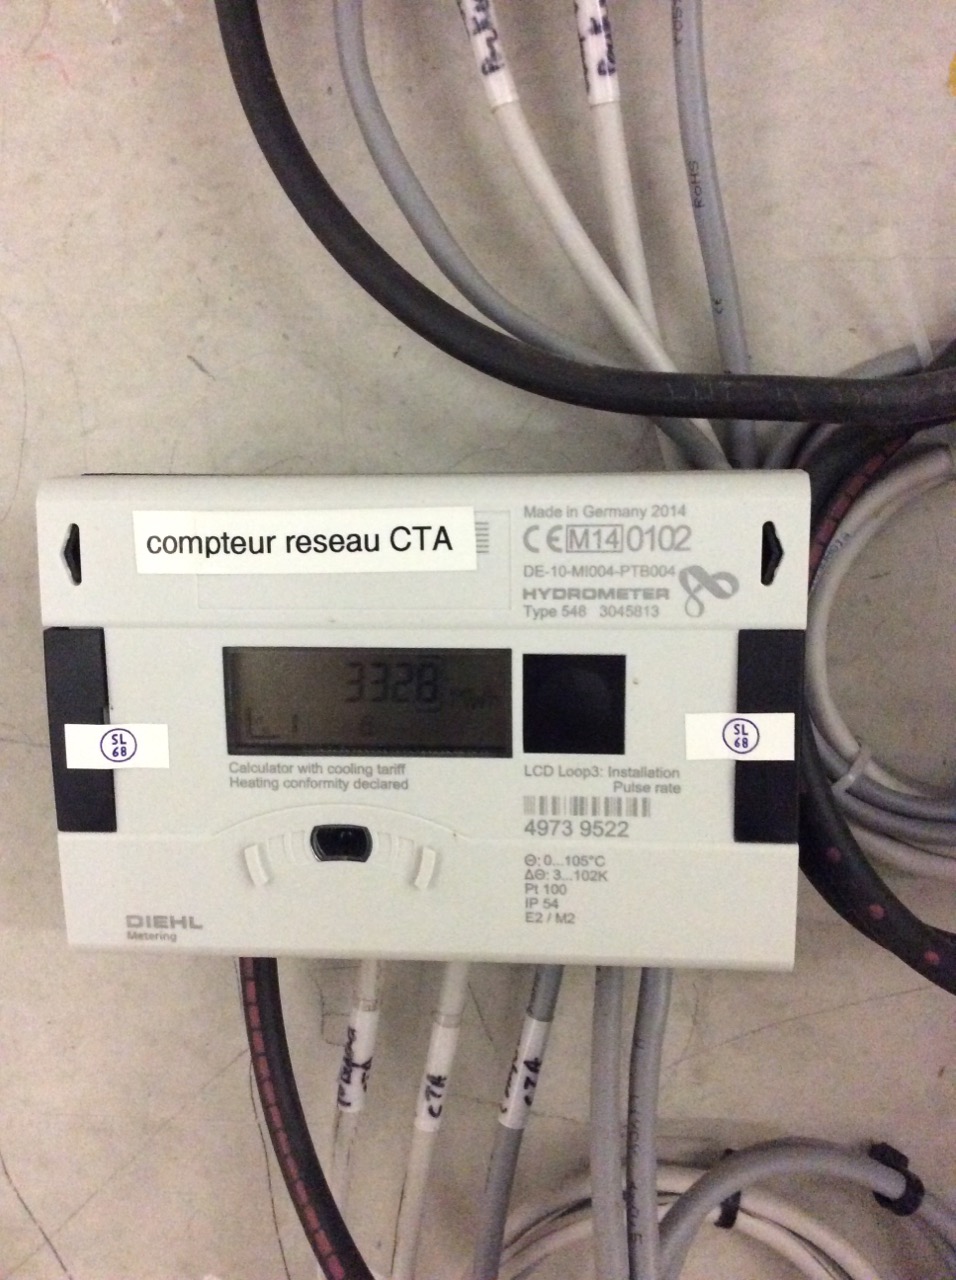 RoHS
CE
compteur reseau CTA
Made in Germany 2014
CE M14 0102
DE-10-MI004-PTB004
HYDROMETER
Type 548 3045813
3328
SL
68
SL
68
Calculator with cooling tariff
Heating conformity declared
LCD Loop3: Installation
Pulse rate
4973 9522
Θ: 0...105°C
ΔΘ: 3...102K
Pt 100
IP 54
E2 / M2
DIEHL
Metering
CTA
CTA